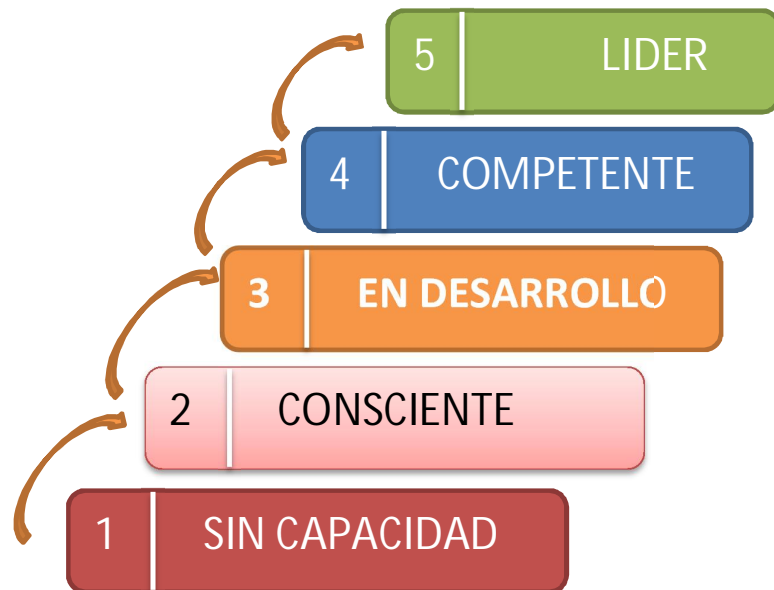 5 LIDER
4 COMPETENTE
3 EN DESARROLLO
2 CONSCIENTE
1 SIN CAPACIDAD